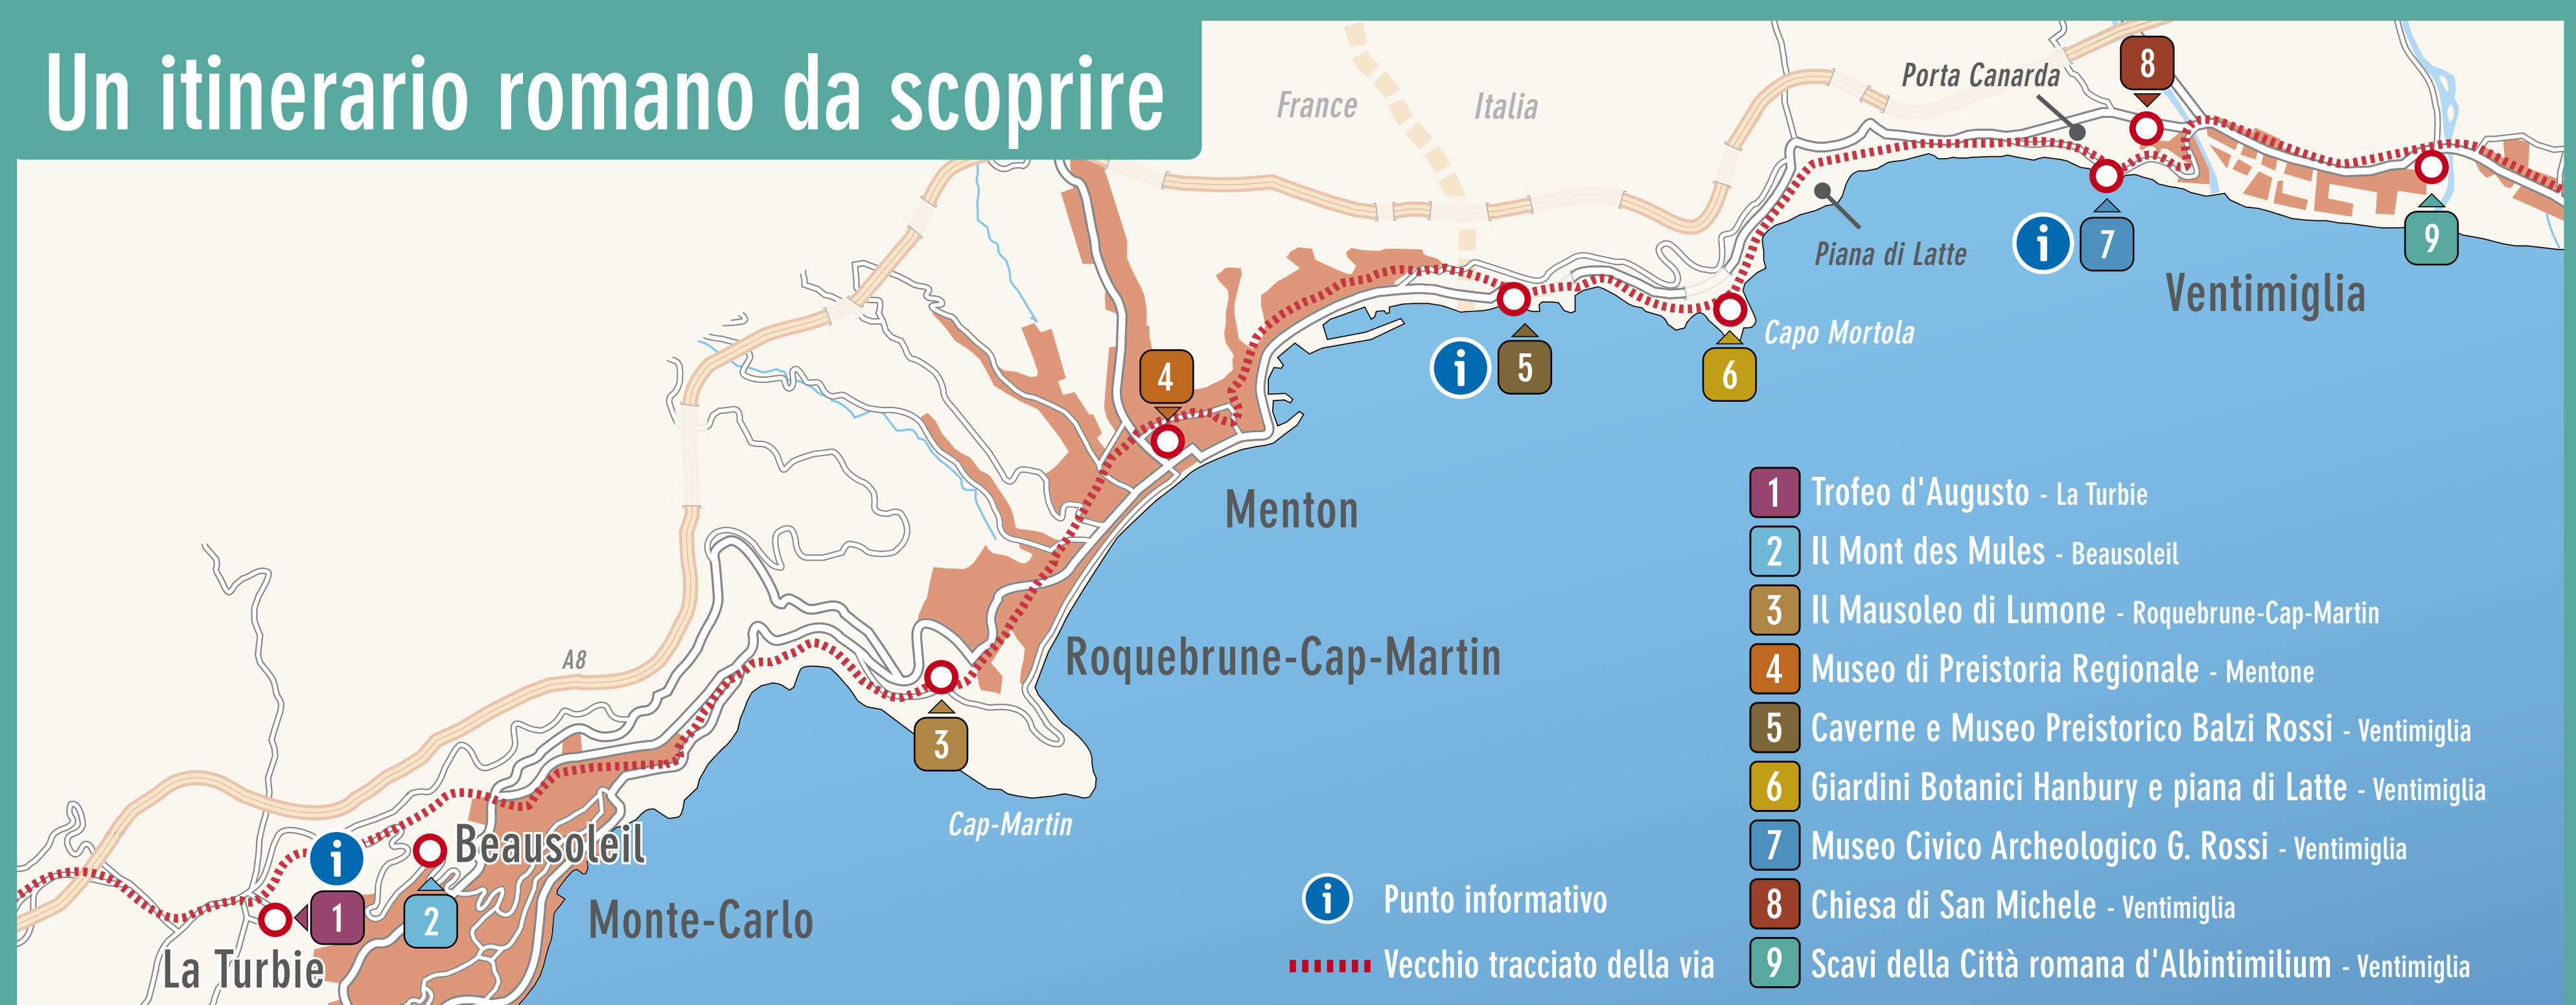 Un itinerario romano da scoprire
France
Italia
Porta Canarda
8
Piana di Latte
7
9
Ventimiglia
Capo Mortola
4
5
6
Menton
Roquebrune-Cap-Martin
A8
3
Cap-Martin
Beausoleil
1
2
Monte-Carlo
La Turbie
i
i
i
1 Trofeo d'Augusto - La Turbie
2 Il Mont des Mules - Beausoleil
3 Il Mausoleo di Lumone - Roquebrune-Cap-Martin
4 Museo di Preistoria Regionale - Mentone
5 Caverne e Museo Preistorico Balzi Rossi - Ventimiglia
6 Giardini Botanici Hanbury e piana di Latte - Ventimiglia
7 Museo Civico Archeologico G. Rossi - Ventimiglia
8 Chiesa di San Michele - Ventimiglia
9 Scavi della Città romana d'Albintimilium - Ventimiglia
i Punto informativo
Vecchio tracciato della via